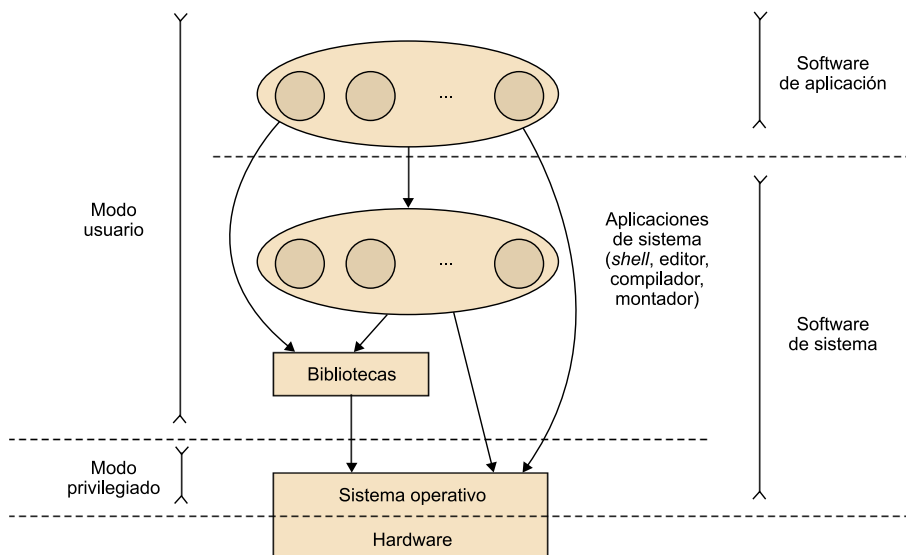 Software
de aplicación
...
Modo
usuario
Aplicaciones
de sistema
(shell, editor,
compilador,
montador)
...
Software
de sistema
Bibliotecas
Modo
privilegiado
Sistema operativo
Hardware